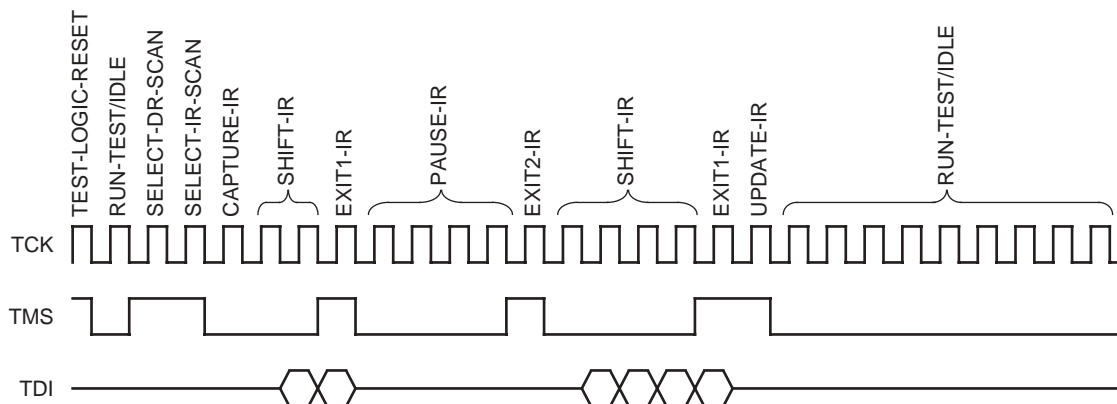 TEST-LOGIC-RESET
RUN-TEST/IDLE
SELECT-DR-SCAN
SELECT-IR-SCAN
CAPTURE-IR
SHIFT-IR
EXIT1-IR
PAUSE-IR
EXIT2-IR
SHIFT-IR
EXIT1-IR
UPDATE-IR
RUN-TEST/IDLE
TCK
TMS
TDI